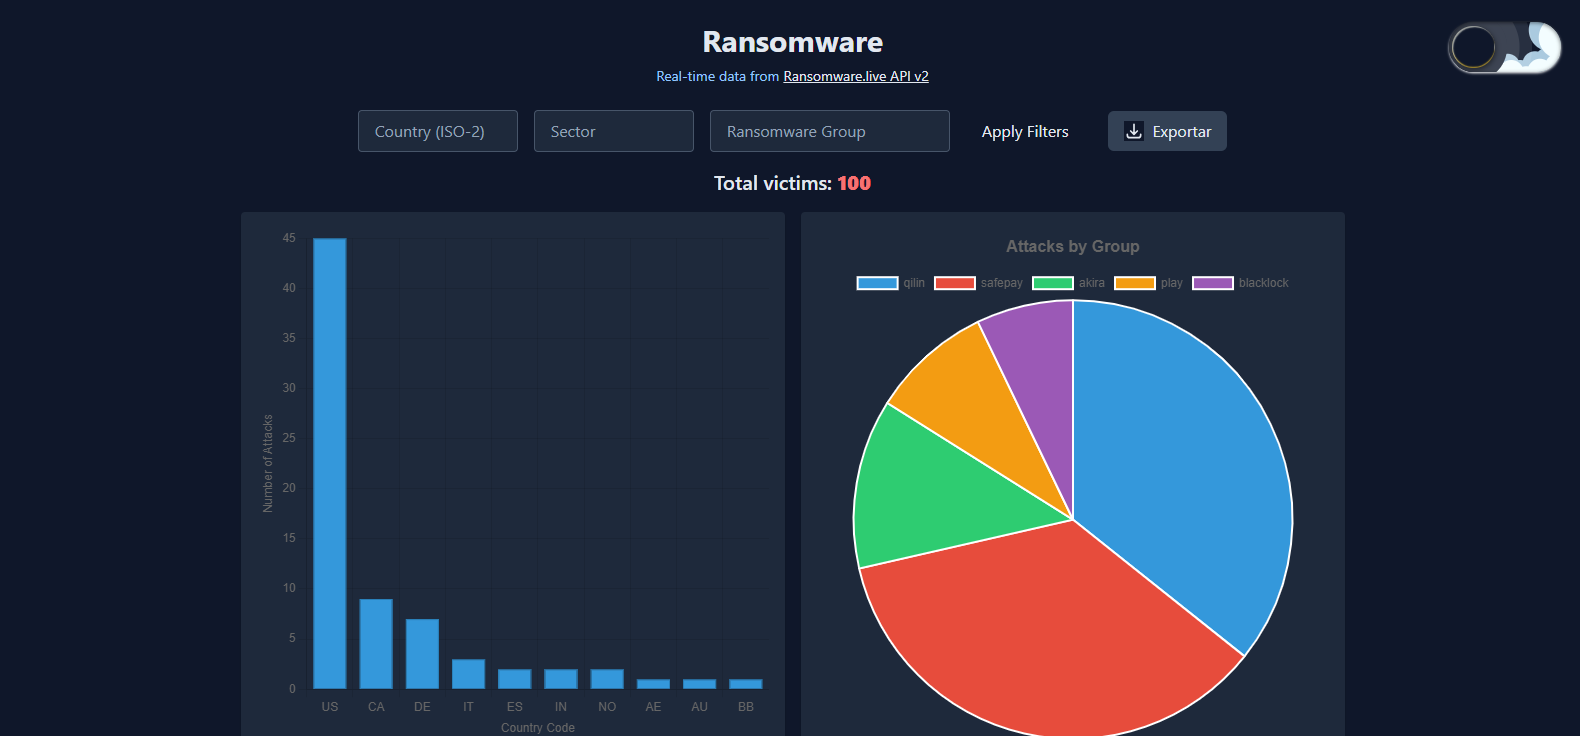 Ransomware
Real-time data from Ransomware.live API v2
Country (ISO-2)
Sector
Ransomware Group
Apply Filters
Exportar
Total victims: 100
45
40
35
30
25
20
15
10
5
0
Number of Attacks
US CA DE IT ES IN NO AE AU BB
Country Code
Attacks by Group
qilin safepay akira play blacklock